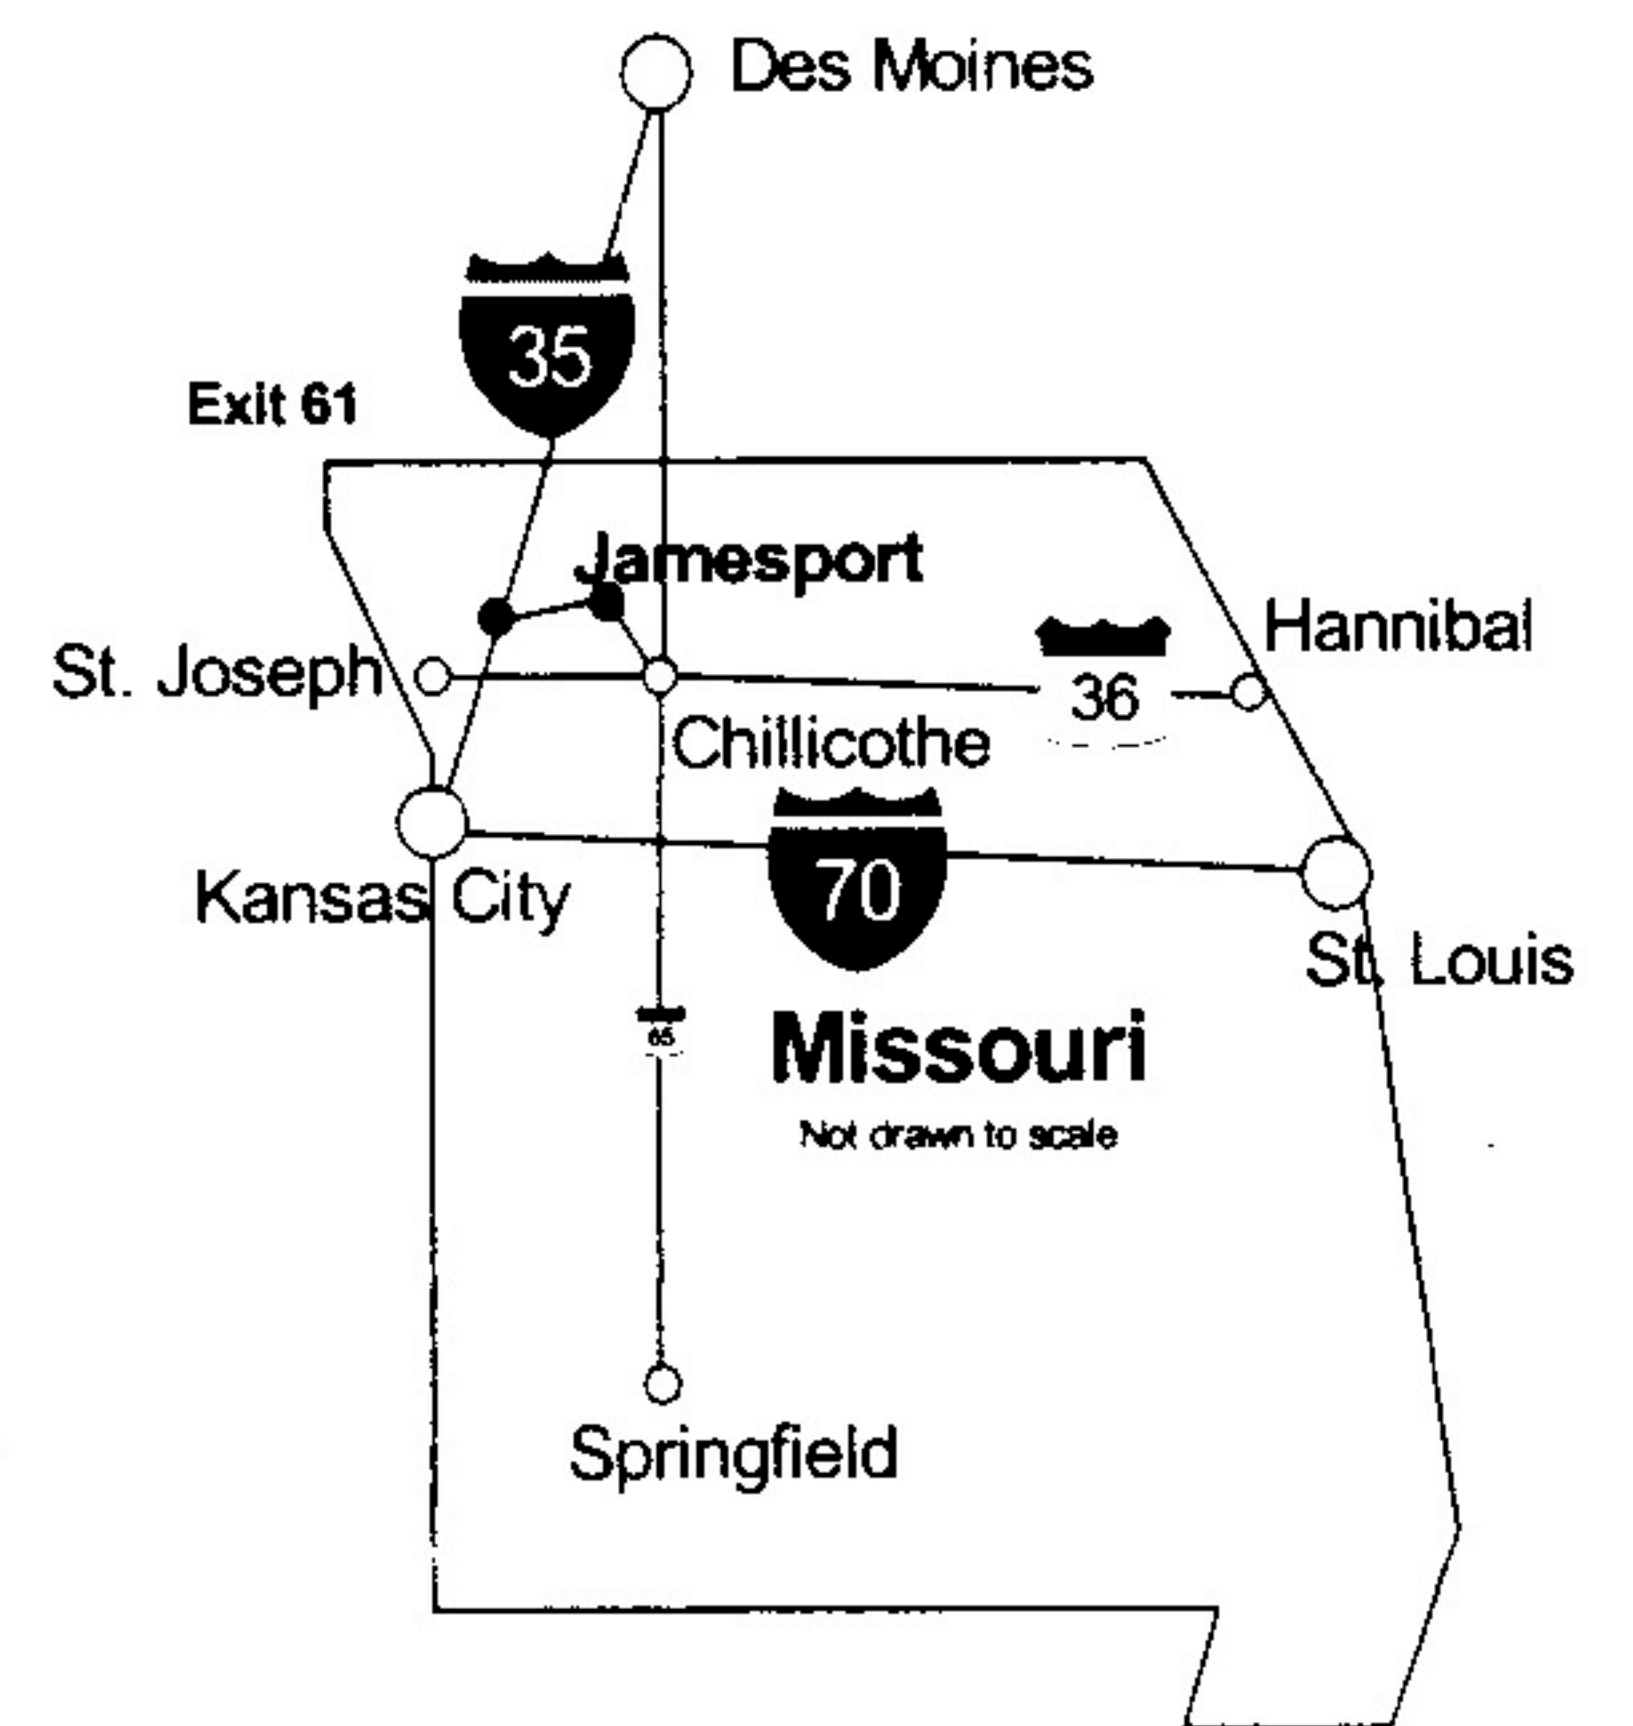 Des Moines
35
Exit 61
Jamesport
Hannibal
St. Joseph
36
Chillicothe
70
Kansas City
St. Louis
65
Missouri
Not drawn to scale
Springfield